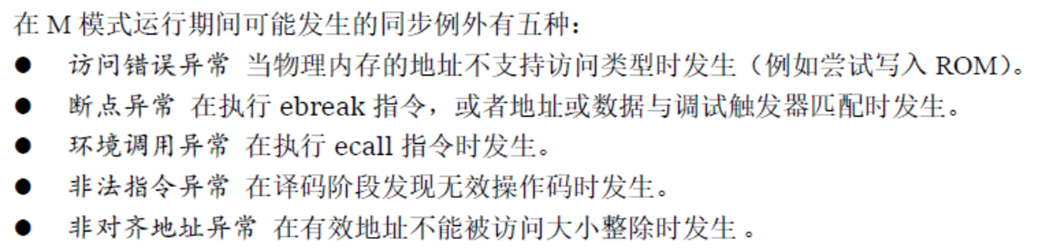 在 M 模式运行期间可能发生的同步例外有五种：
● 访问错误异常 当物理内存的地址不支持访问类型时发生（例如尝试写入 ROM）。
● 断点异常 在执行 ebreak 指令，或者地址或数据与调试触发器匹配时发生。
● 环境调用异常 在执行 ecall 指令时发生。
● 非法指令异常 在译码阶段发现无效操作码时发生。
● 非对齐地址异常 在有效地址不能被访问大小整除时发生 。